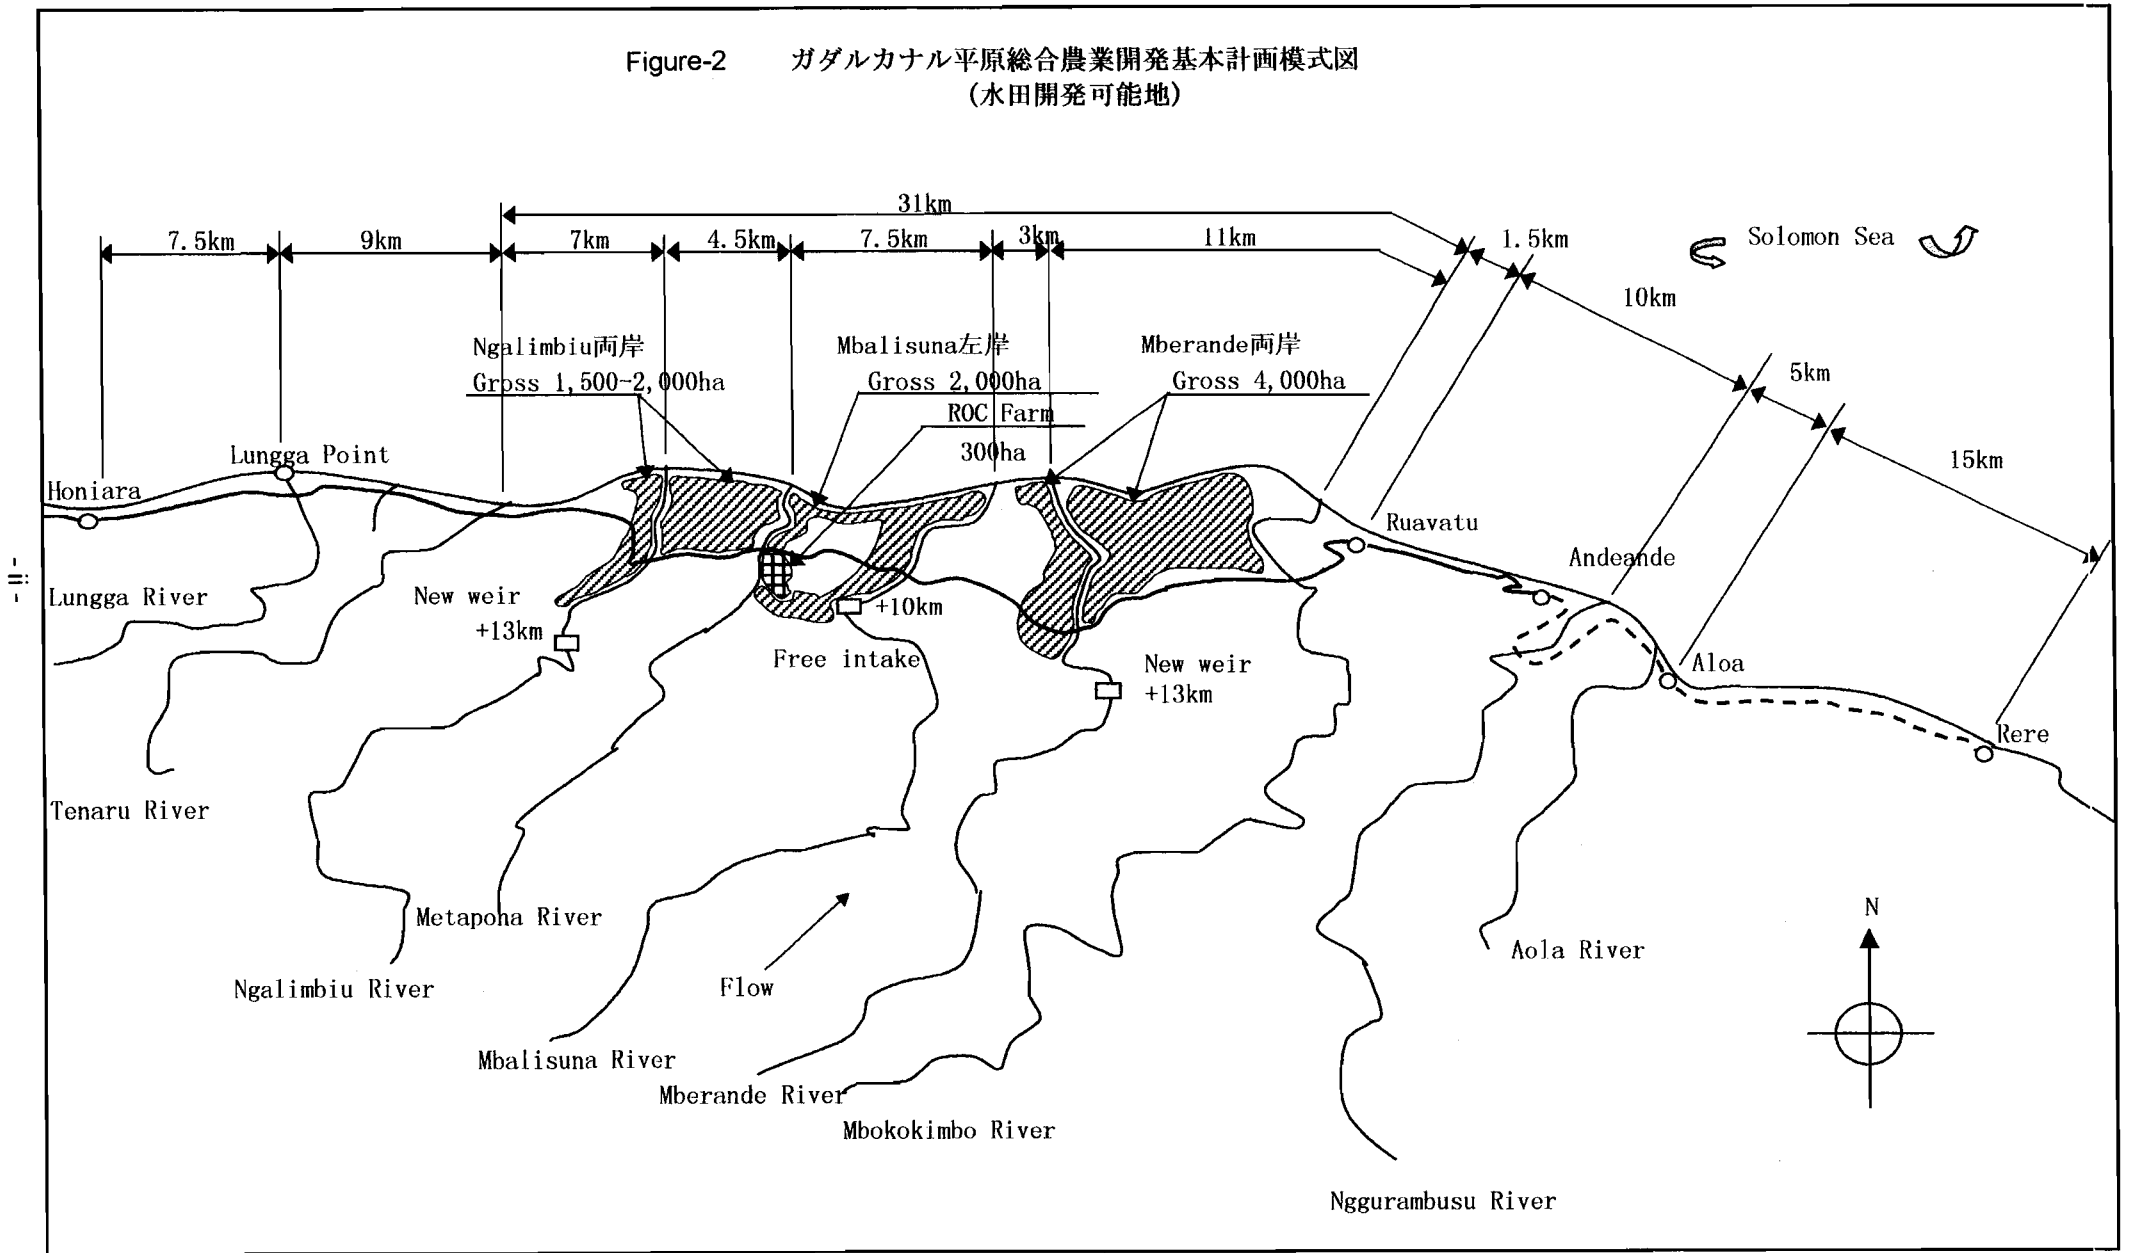 Figure-2 ガダルカナル平原総合農業開発基本計画模式図
(水田開発可能地)
31km
7.5km
9km
7km
4.5km
7.5km
3km
11km
1.5km
Solomon Sea
10km
5km
15km
Ngalimbiu両岸
Gross 1,500-2,000ha
Mbalisuna左岸
Gross 2,000ha
ROC Farm
300ha
Mberande両岸
Gross 4,000ha
Lungga Point
Honiara
Ruavatu
Andeande
Aloa
Rere
Lungga River
New weir
+13km
+10km
Free intake
New weir
+13km
Tenaru River
Metapona River
Ngalimbiu River
Flow
Mbalisuna River
Mberande River
Mbokokimbo River
Aola River
Nggurambusu River
N